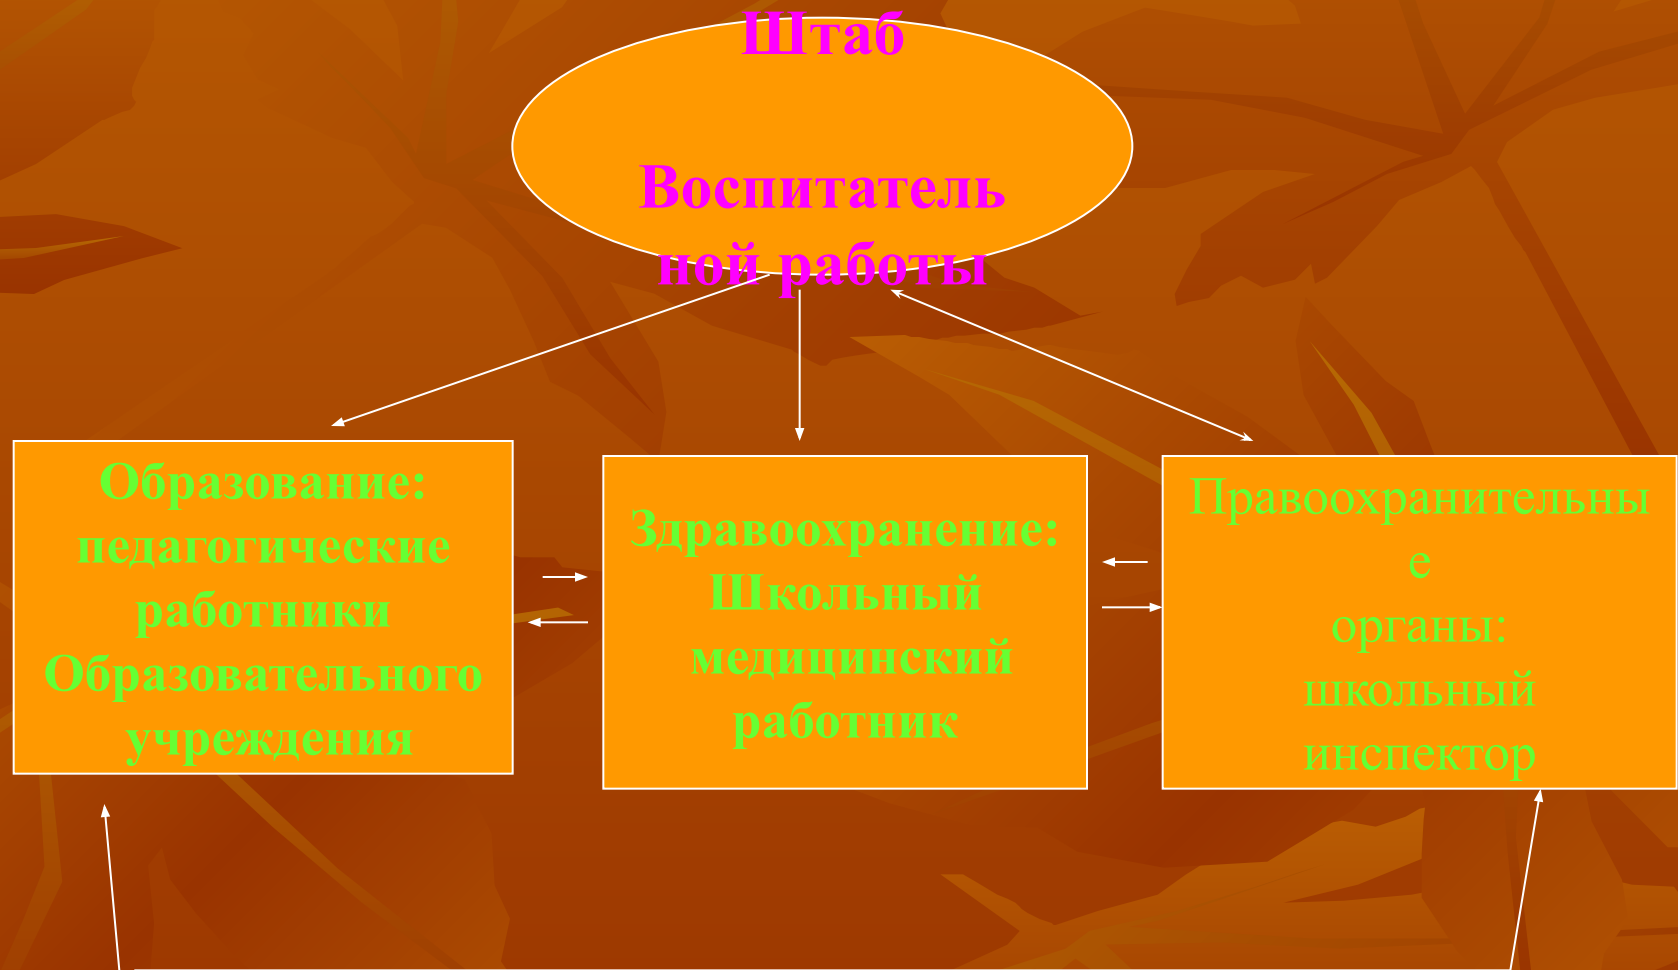 Штаб
Воспитатель
ной работы
Образование:
педагогические
работники
Образовательного
учреждения
Здравоохранение:
Школьный
медицинский
работник
Правоохранительны
е
органы:
школьный
инспектор